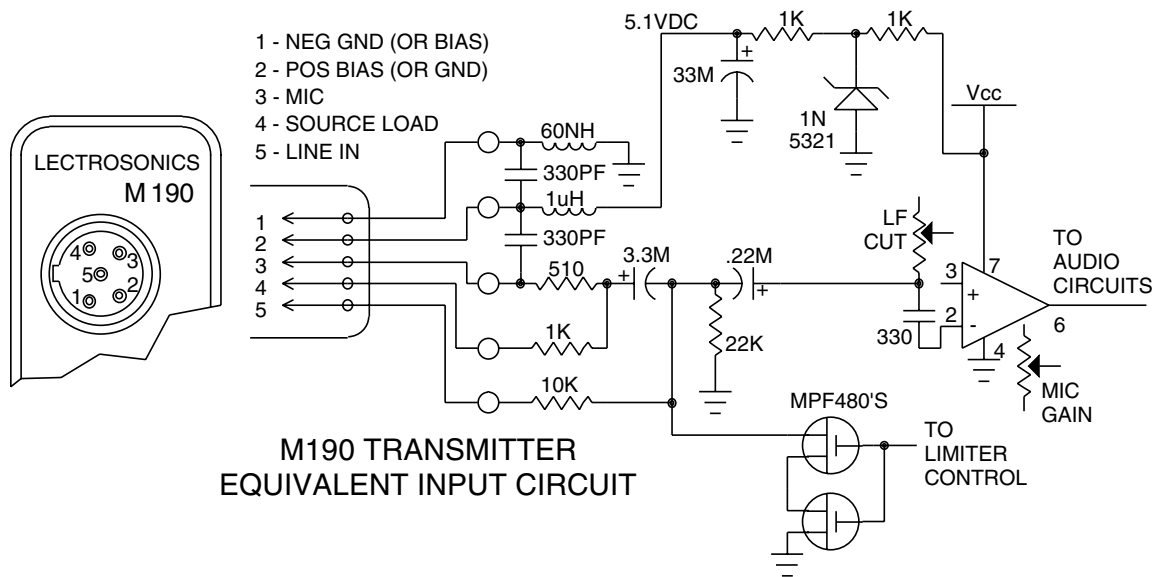 1 - NEG GND (OR BIAS)
2 - POS BIAS (OR GND)
3 - MIC
4 - SOURCE LOAD
5 - LINE IN
LECTROSONICS
M 190
4
3
5
1
2
1
2
3
4
5
60NH
330PF
1uH
330PF
510
1K
10K
5.1VDC
+
33M
1K
1K
1N
5321
Vcc
3.3M
+
.22M
+
22K
LF
CUT
330
3
+
2
-
7
4
6
TO
AUDIO
CIRCUITS
MIC
GAIN
MPF480'S
TO
LIMITER
CONTROL
M190 TRANSMITTER
EQUIVALENT INPUT CIRCUIT